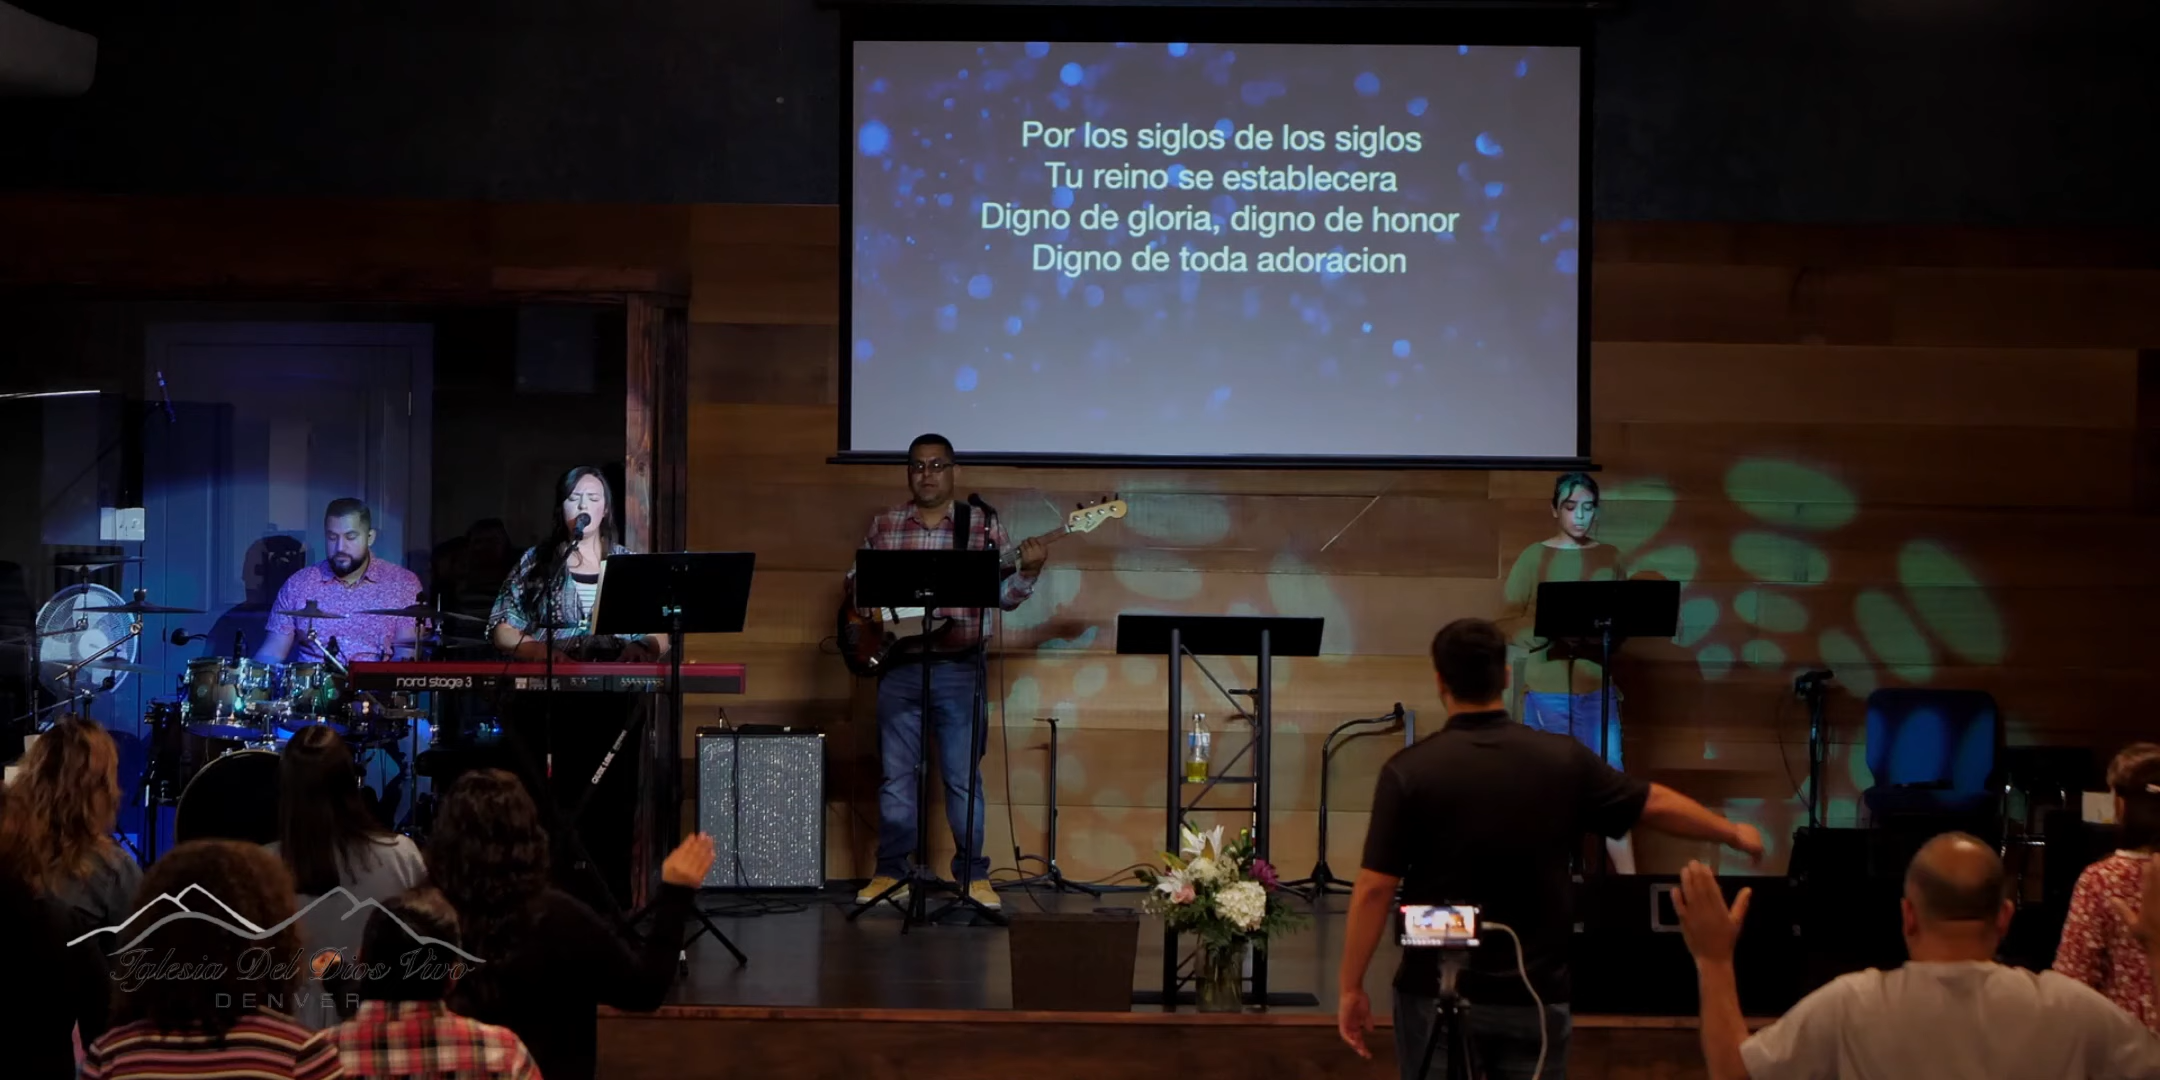 Por los siglos de los siglos
Tu reino se establecera
Digno de gloria, digno de honor
Digno de toda adoracion
nord stage 3
Iglesia Del Dios Vivo
DENVER